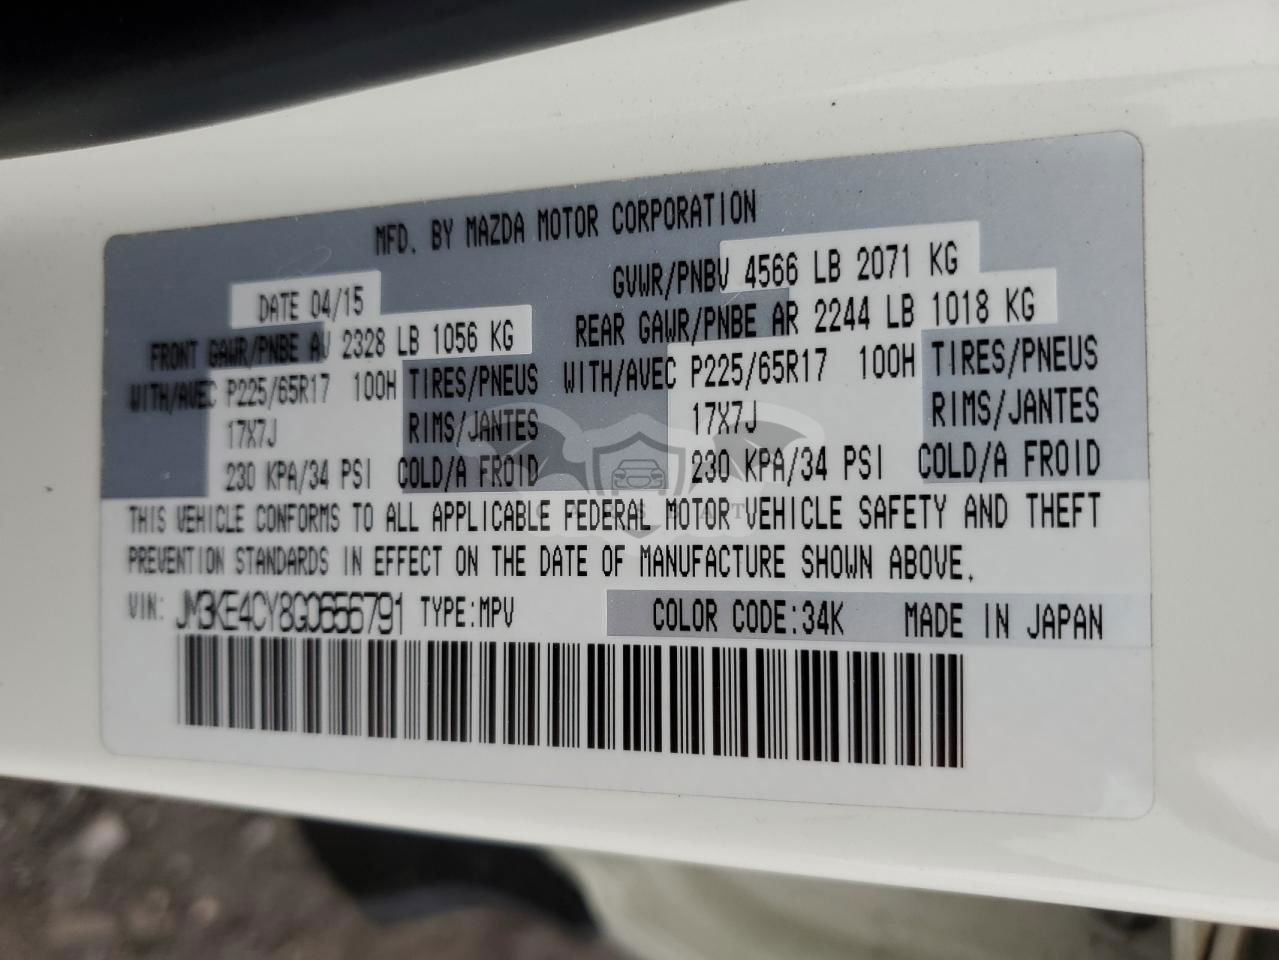 MFD. BY MAZDA MOTOR CORPORATION
DATE 04/15 GVWR/PNBV 4566 LB 2071 KG
FRONT GAWR/PNBE AV 2328 LB 1056 KG REAR GAWR/PNBE AR 2244 LB 1018 KG
WITH/AVEC P225/65R17 100H TIRES/PNEUS WITH/AVEC P225/65R17 100H TIRES/PNEUS
17X7J RIMS/JANTES 17X7J RIMS/JANTES
230 KPA/34 PSI COLD/A FROID 230 KPA/34 PSI COLD/A FROID
THIS VEHICLE CONFORMS TO ALL APPLICABLE FEDERAL MOTOR VEHICLE SAFETY AND THEFT
PREVENTION STANDARDS IN EFFECT ON THE DATE OF MANUFACTURE SHOWN ABOVE.
VIN: JM3KE4CY8G0656791 TYPE:MPV COLOR CODE:34K MADE IN JAPAN